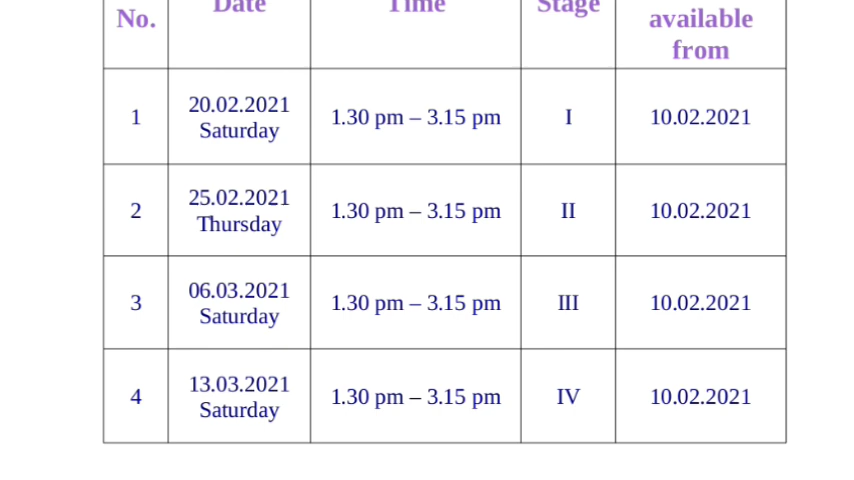 No.
Date
Time
Stage
available
from
1
20.02.2021
Saturday
1.30 pm – 3.15 pm
I
10.02.2021
2
25.02.2021
Thursday
1.30 pm – 3.15 pm
II
10.02.2021
3
06.03.2021
Saturday
1.30 pm – 3.15 pm
III
10.02.2021
4
13.03.2021
Saturday
1.30 pm – 3.15 pm
IV
10.02.2021